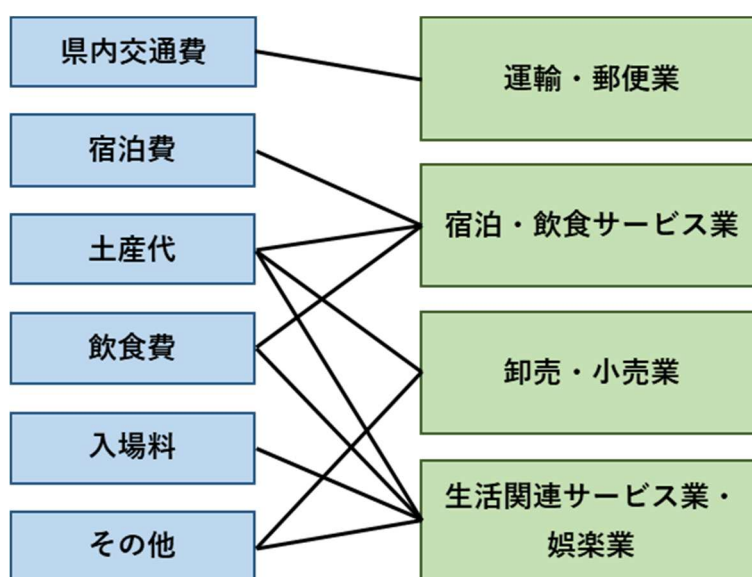 県内交通費
宿泊費
土産代
飲食費
入場料
その他
運輸・郵便業
宿泊・飲食サービス業
卸売・小売業
生活関連サービス業・
娯楽業